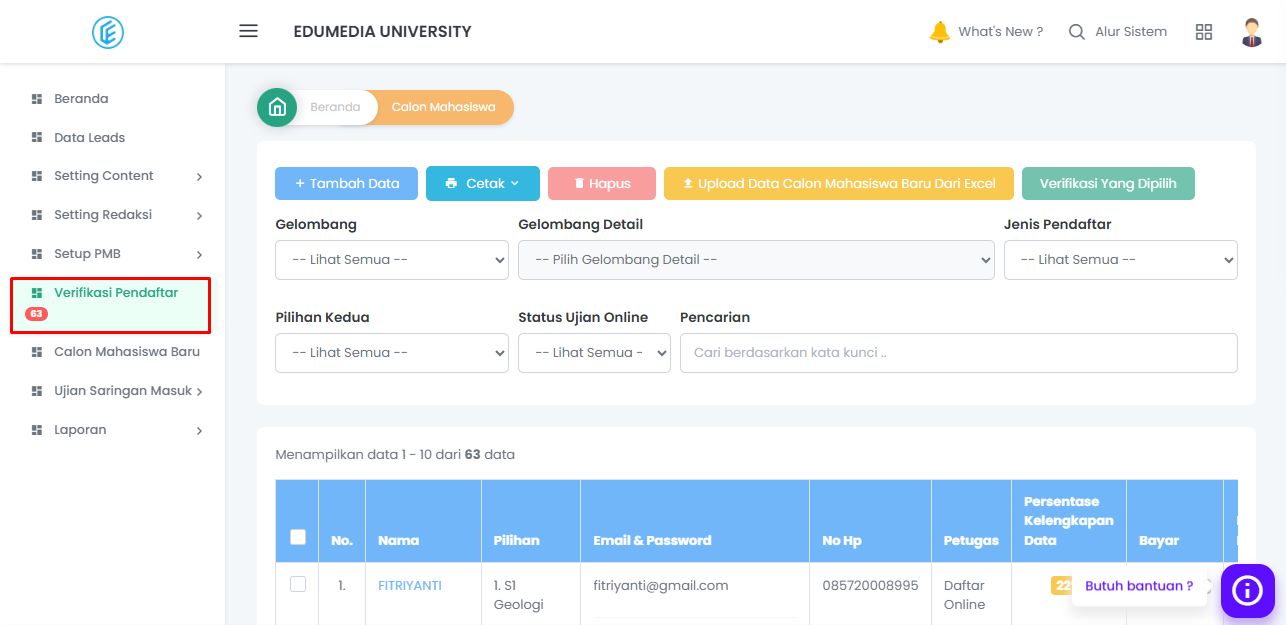 EDUMEDIA UNIVERSITY
What's New ?
Alur Sistem
Beranda
Data Leads
Setting Content
Setting Redaksi
Setup PMB
Verifikasi Pendaftar
63
Calon Mahasiswa Baru
Ujian Saringan Masuk
Laporan
Beranda
Calon Mahasiswa
+ Tambah Data
Cetak
Hapus
Upload Data Calon Mahasiswa Baru Dari Excel
Verifikasi Yang Dipilih
Gelombang
Gelombang Detail
Jenis Pendaftar
-- Lihat Semua --
-- Pilih Gelombang Detail --
-- Lihat Semua --
Pilihan Kedua
Status Ujian Online
Pencarian
-- Lihat Semua --
-- Lihat Semua -
Cari berdasarkan kata kunci ..
Menampilkan data 1 - 10 dari 63 data
No.
Nama
Pilihan
Email & Password
No Hp
Petugas
Persentase
Kelengkapan
Data
Bayar
1.
FITRIYANTI
1. S1
Geologi
fitriyanti@gmail.com
085720008995
Daftar
Online
Butuh bantuan ?